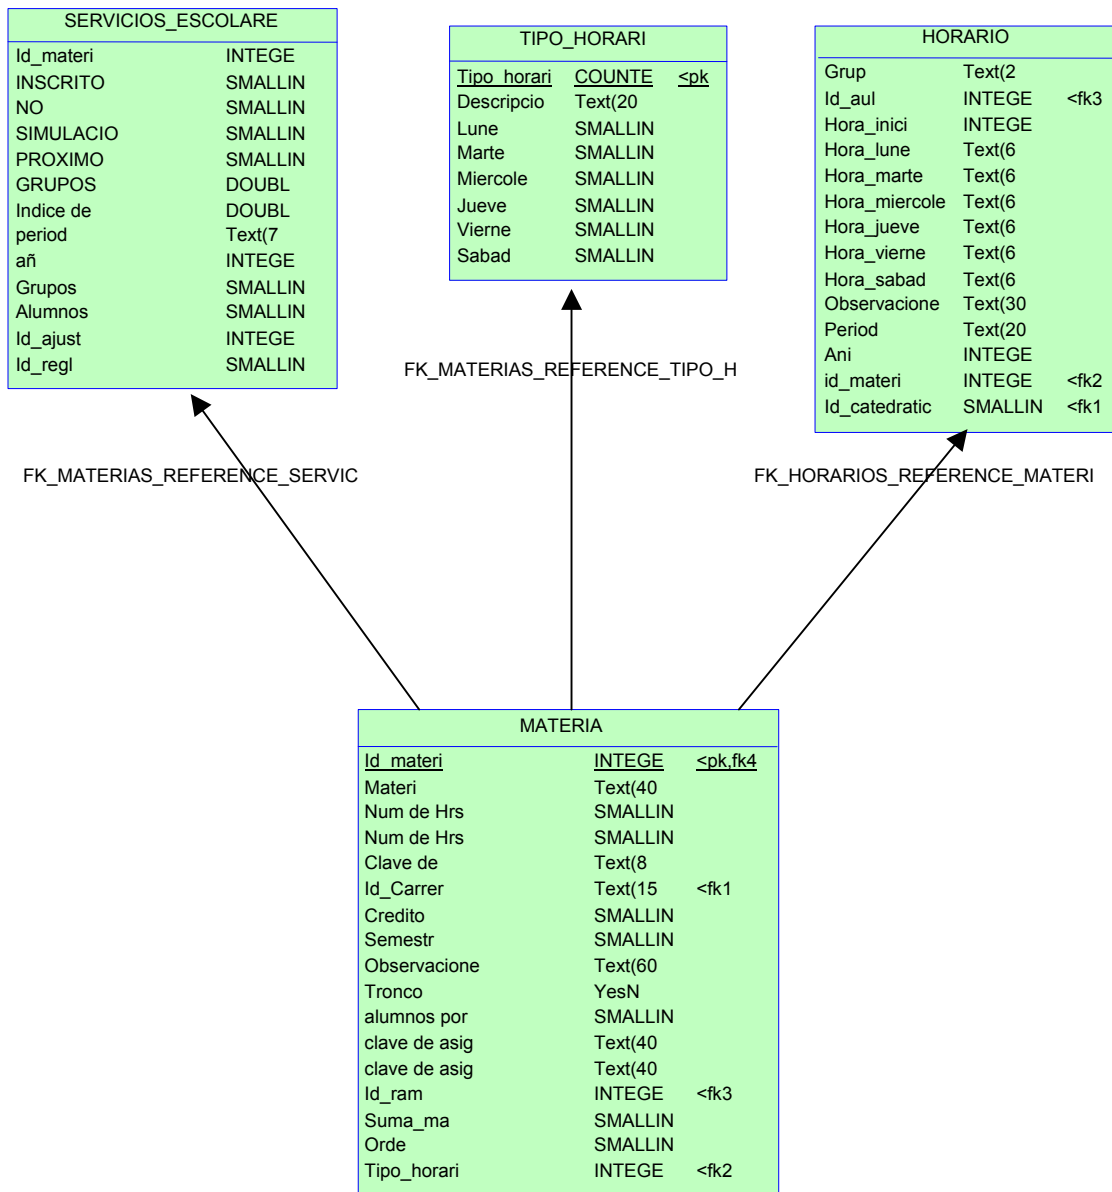 SERVICIOS_ESCOLARE
Id_materi INTEGE
INSCRITO SMALLIN
NO SMALLIN
SIMULACIO SMALLIN
PROXIMO SMALLIN
GRUPOS DOUBL
Indice de DOUBL
period Text(7
añ INTEGE
Grupos SMALLIN
Alumnos SMALLIN
Id_ajust INTEGE
Id_regl SMALLIN
TIPO_HORARI
Tipo_horari COUNTE <pk
Descripcio Text(20
Lune SMALLIN
Marte SMALLIN
Miercole SMALLIN
Jueve SMALLIN
Vierne SMALLIN
Sabad SMALLIN
HORARIO
Grup Text(2
Id_aul INTEGE <fk3
Hora_inici INTEGE
Hora_lune Text(6
Hora_marte Text(6
Hora_miercole Text(6
Hora_jueve Text(6
Hora_vierne Text(6
Hora_sabad Text(6
Observacione Text(30
Period Text(20
Ani INTEGE
id_materi INTEGE <fk2
Id_catedratic SMALLIN <fk1
FK_MATERIAS_REFERENCE_TIPO_H
FK_MATERIAS_REFERENCE_SERVIC
FK_HORARIOS_REFERENCE_MATERI
MATERIA
Id_materi INTEGE <pk,fk4
Materi Text(40
Num de Hrs SMALLIN
Num de Hrs SMALLIN
Clave de Text(8
Id_Carrer Text(15 <fk1
Credito SMALLIN
Semestr SMALLIN
Observacione Text(60
Tronco YesN
alumnos por SMALLIN
clave de asig Text(40
clave de asig Text(40
Id_ram INTEGE <fk3
Suma_ma SMALLIN
Orde SMALLIN
Tipo_horari INTEGE <fk2